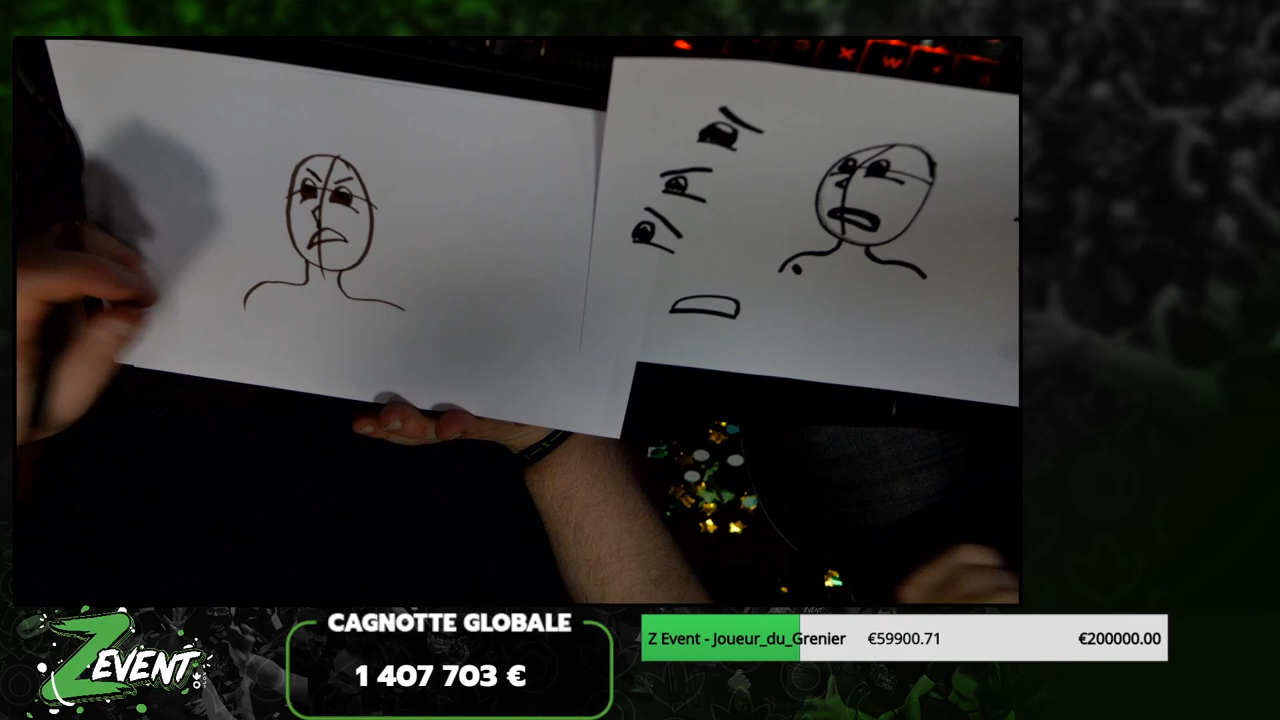 x
w
Z EVENT
CAGNOTTE GLOBALE
1 407 703 €
Z Event - Joueur_du_Grenier €59900.71 €200000.00